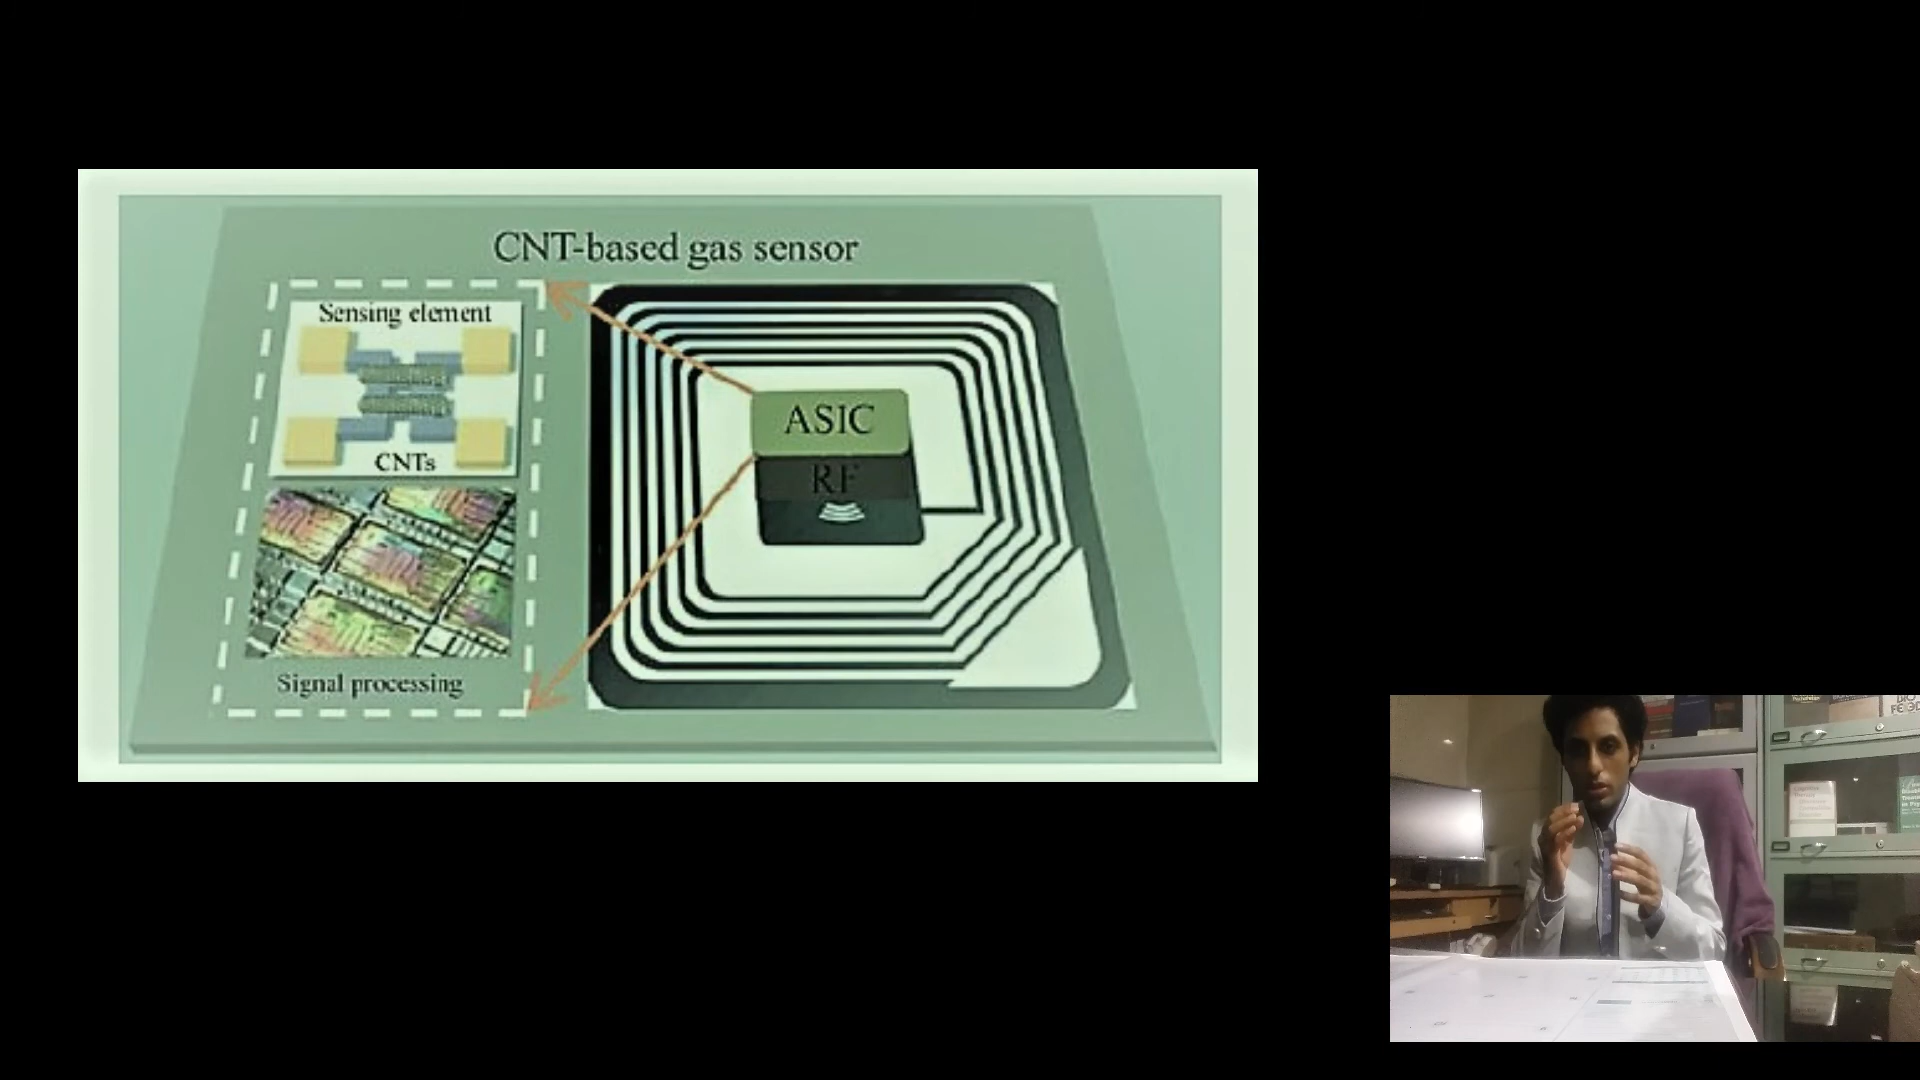 CNT-based gas sensor
Sensing element
CNTs
Signal processing
ASIC
RF